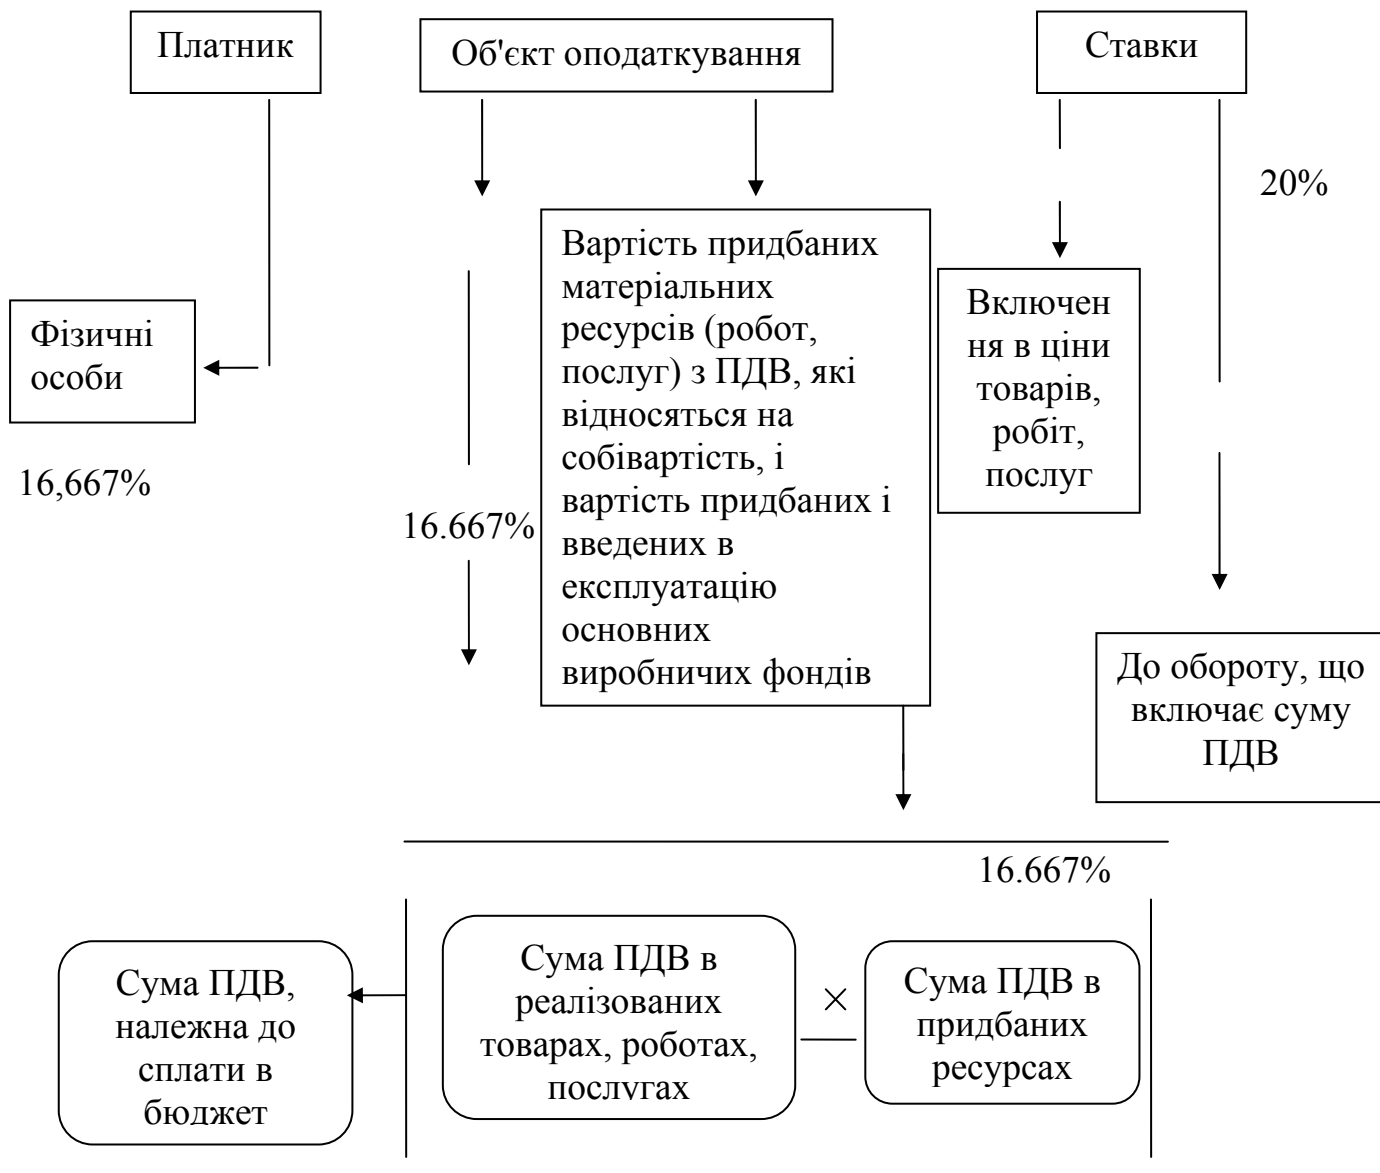 Платник
Об'єкт оподаткування
Ставки
20%
Вартість придбаних
матеріальних
ресурсів (робот,
послуг) з ПДВ, які
відносяться на
собівартість, і
вартість придбаних і
введених в
експлуатацію
основних
виробничих фондів
Включен
ня в ціни
товарів,
робіт,
послуг
Фізичні
особи
16,667%
16.667%
До обороту, що
включає суму
ПДВ
16.667%
Сума ПДВ,
належна до
сплати в
бюджет
Сума ПДВ в
реалізованих
товарах, роботах,
послугах
×
Сума ПДВ в
придбаних
ресурсах